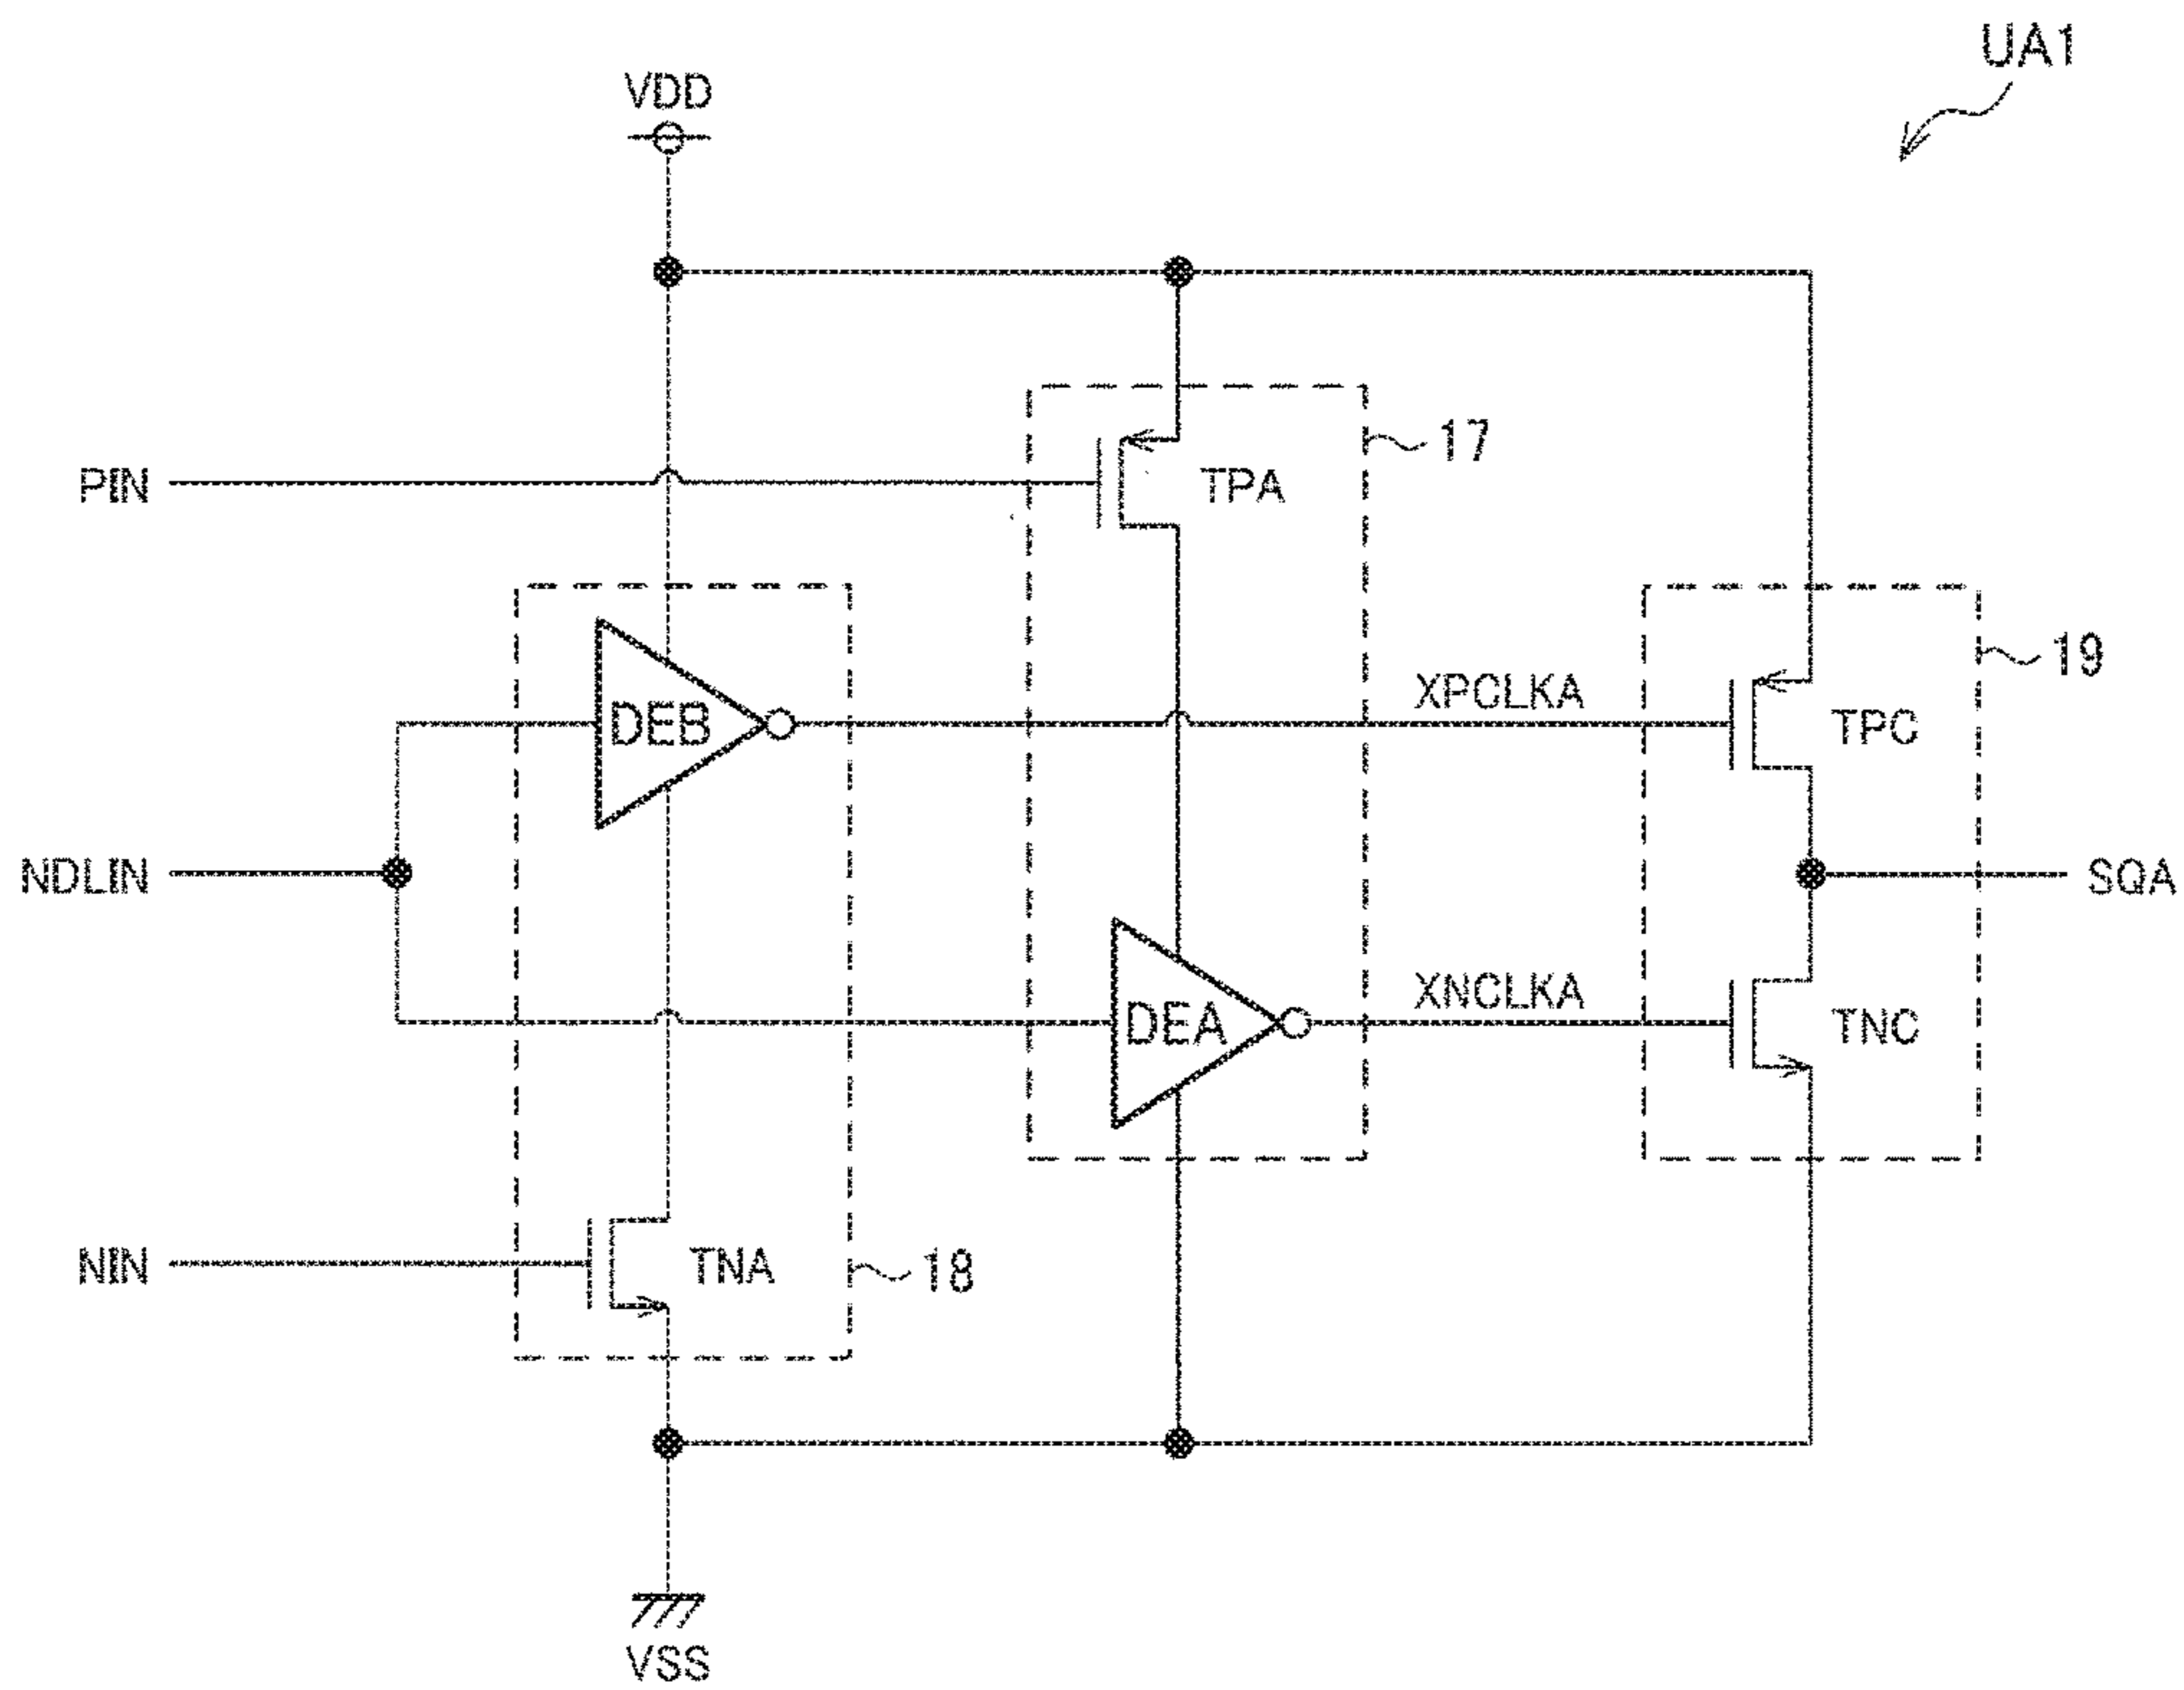 UA1
VDD
17
PIN
TPA
19
DEB
XPCLKA
TPC
NDLIN
SQA
XNCLKA
DEA
TNC
NIN
TNA
18
VSS